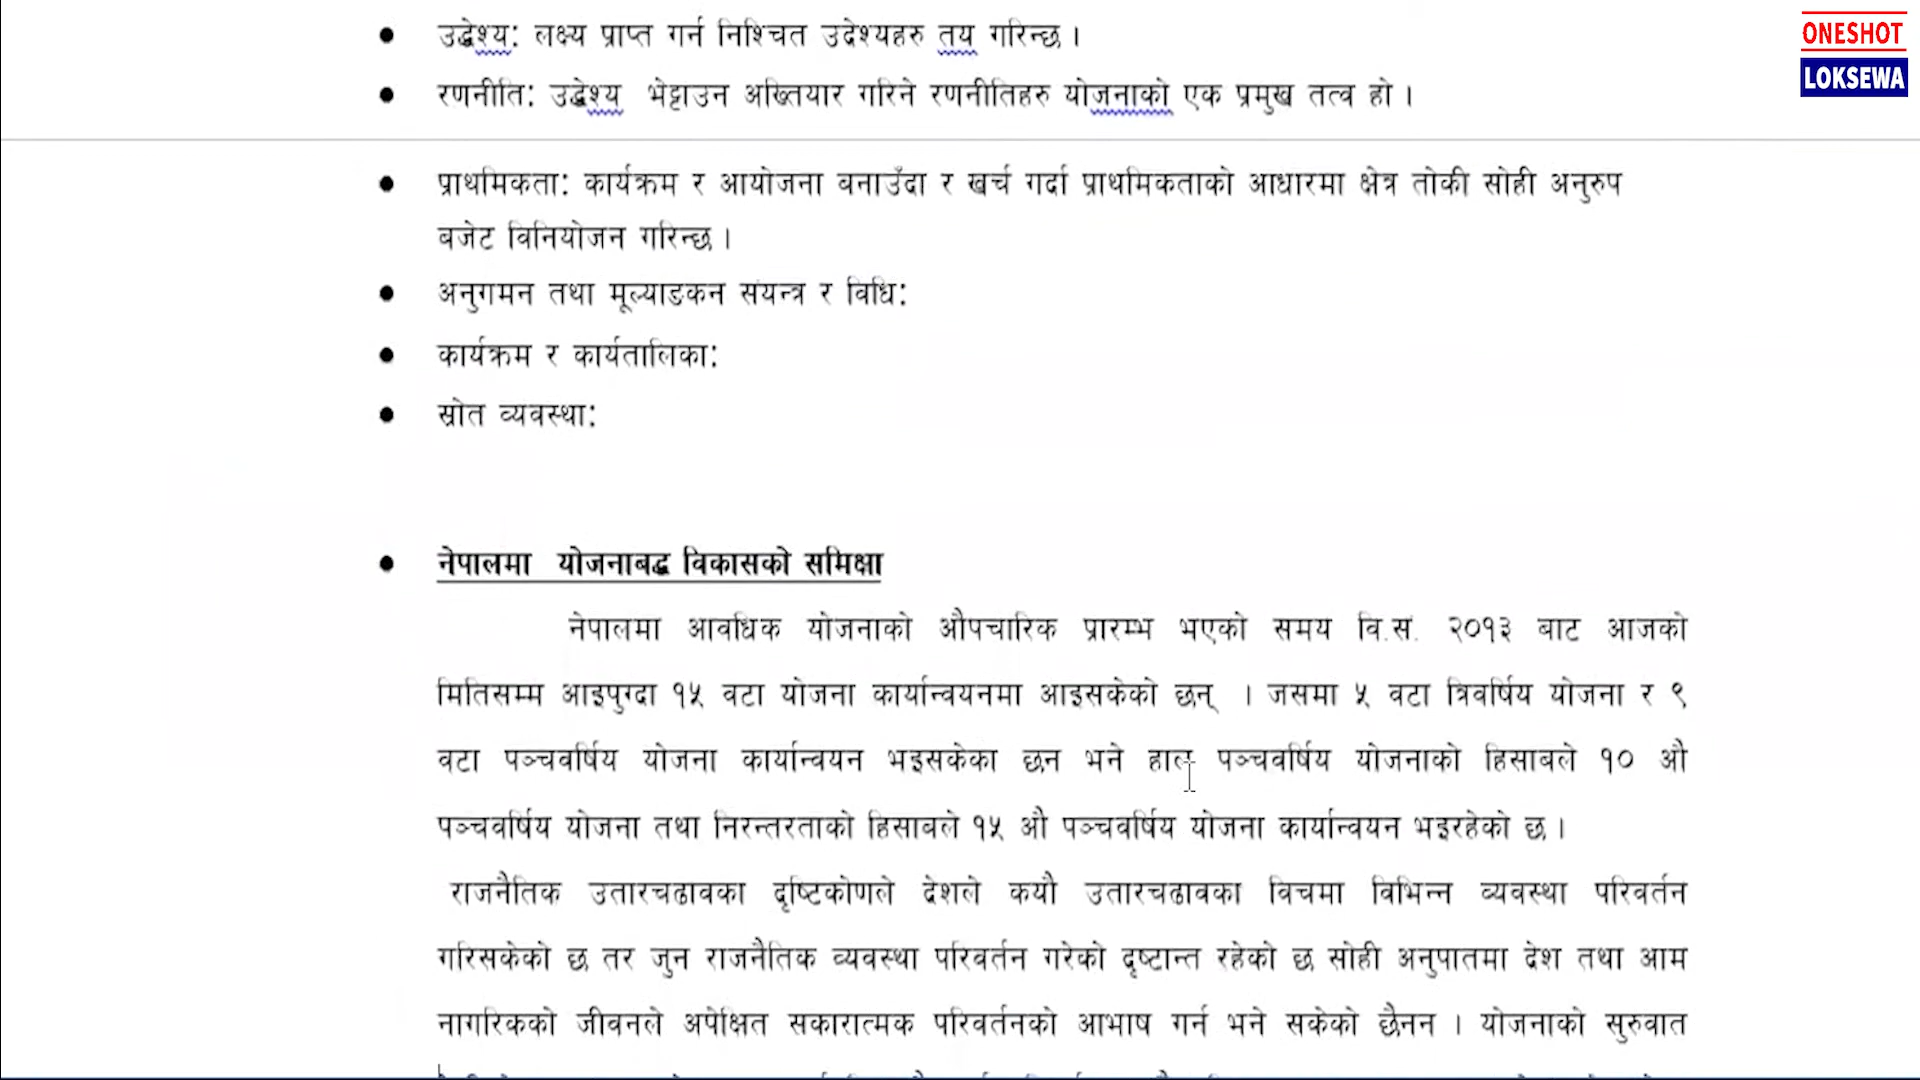 उद्धेश्य: लक्ष्य प्राप्त गर्न निश्चित उदेश्यहरु तय गरिन्छ ।
ONESHOT
LOKSEWA
रणनीति: उद्धेश्य भेट्टाउन अख्तियार गरिने रणनीतिहरु योजनाको एक प्रमुख तत्व हो ।
प्राथमिकता: कार्यक्रम र आयोजना बनाउँदा र खर्च गर्दा प्राथमिकताको आधारमा क्षेत्र तोकी सोही अनुरुप
बजेट विनियोजन गरिन्छ ।
अनुगमन तथा मूल्याङकन संयन्त्र र विधि:
कार्यक्रम र कार्यतालिका:
स्रोत व्यवस्था:
नेपालमा योजनाबद्ध विकासको समिक्षा
नेपालमा आवधिक योजनाको औपचारिक प्रारम्भ भएको समय वि.सं. २०१३ बाट आजको
मितिसम्म आइपुग्दा १५ वटा योजना कार्यान्वयनमा आइसकेको छन् । जसमा ५ वटा त्रिवर्षिय योजना र ९
वटा पञ्चवर्षिय योजना कार्यान्वयन भइसकेका छन भने हाल पञ्चवर्षिय योजनाको हिसाबले १० औ
पञ्चवर्षिय योजना तथा निरन्तरताको हिसाबले १५ औ पञ्चवर्षिय योजना कार्यान्वयन भइरहेको छ ।
राजनैतिक उतारचढावका दृष्टिकोणले देशले कयौ उतारचढावका विचमा विभिन्न व्यवस्था परिवर्तन
गरिसकेको छ तर जुन राजनैतिक व्यवस्था परिवर्तन गरेको दृष्टान्त रहेको छ सोही अनुपातमा देश तथा आम
नागरिकको जीवनले अपेक्षित सकारात्मक परिवर्तनको आभाष गर्न भने सकेको छैनन । योजनाको सुरुवात